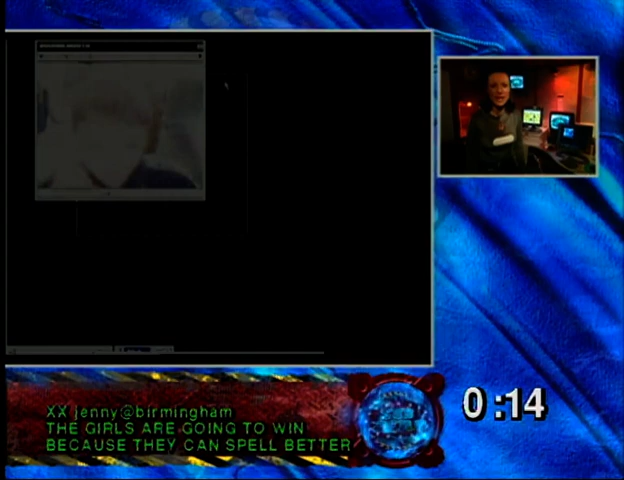 XX jenny@birmingham
THE GIRLS ARE GOING TO WIN
BECAUSE THEY CAN SPELL BETTER
0:14